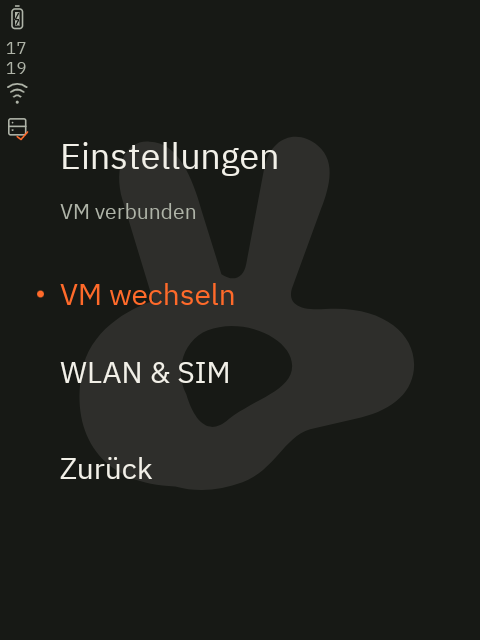 17
19
Einstellungen
VM verbunden
VM wechseln
WLAN & SIM
Zurück